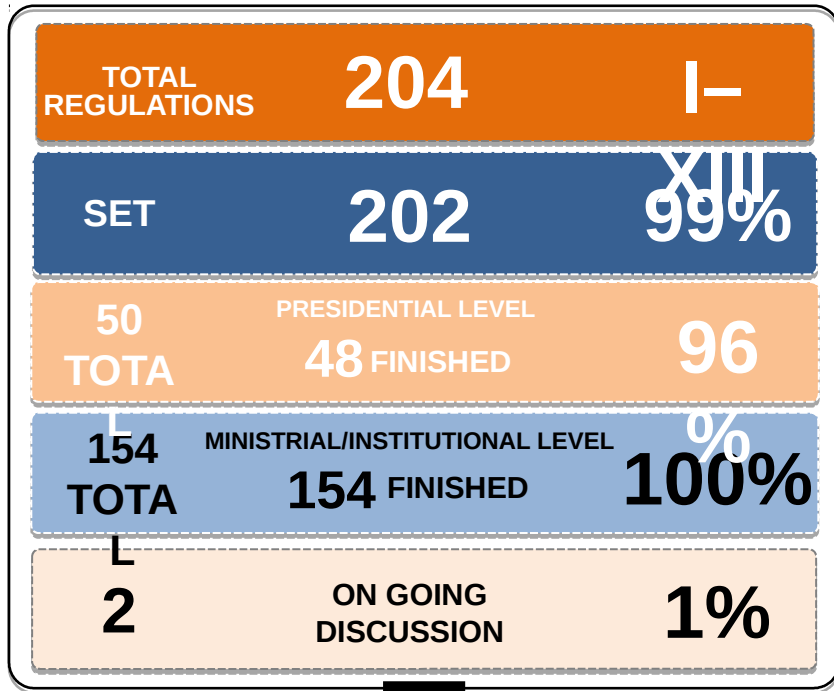 TOTAL
REGULATIONS
204
I–
XIII
SET
202
99%
50
TOTA
L
PRESIDENTIAL LEVEL
48 FINISHED
96
%
154
TOTA
L
MINISTRIAL/INSTITUTIONAL LEVEL
154 FINISHED
100%
2
ON GOING
DISCUSSION
1%